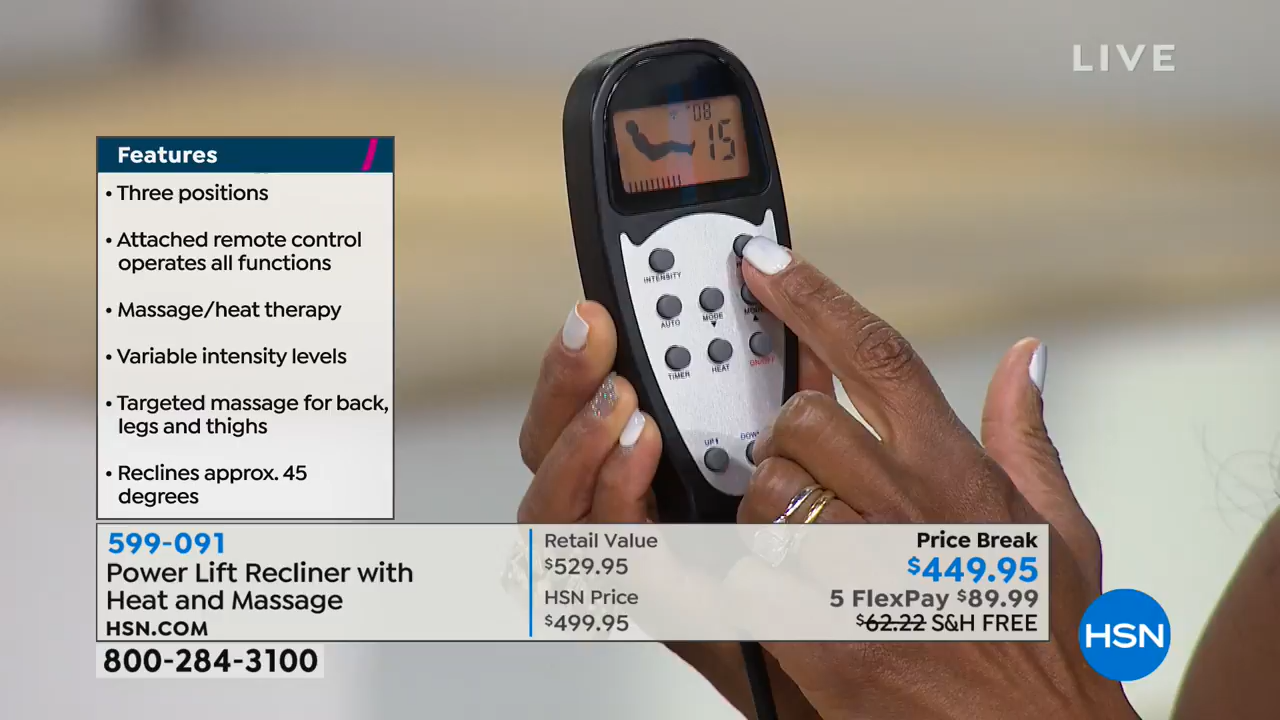 LIVE
08
15
INTENSITY
AUTO
MODE
TIMER
HEAT
UP
Features
• Three positions
• Attached remote control
operates all functions
• Massage/heat therapy
• Variable intensity levels
• Targeted massage for back,
legs and thighs
• Reclines approx. 45
degrees
599-091
Power Lift Recliner with
Heat and Massage
HSN.COM
Retail Value
$529.95
HSN Price
$499.95
Price Break
$449.95
5 FlexPay $89.99
$62.22 S&H FREE
800-284-3100
HSN